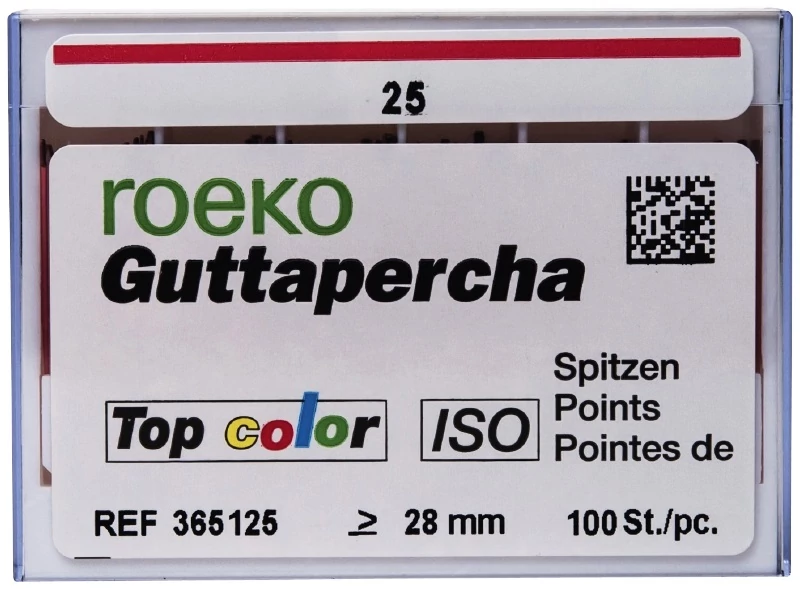 25
roeko
Guttapercha
Top color ISO
Spitzen
Points
Pointes de
REF 365125 ≥ 28 mm 100 St./pc.